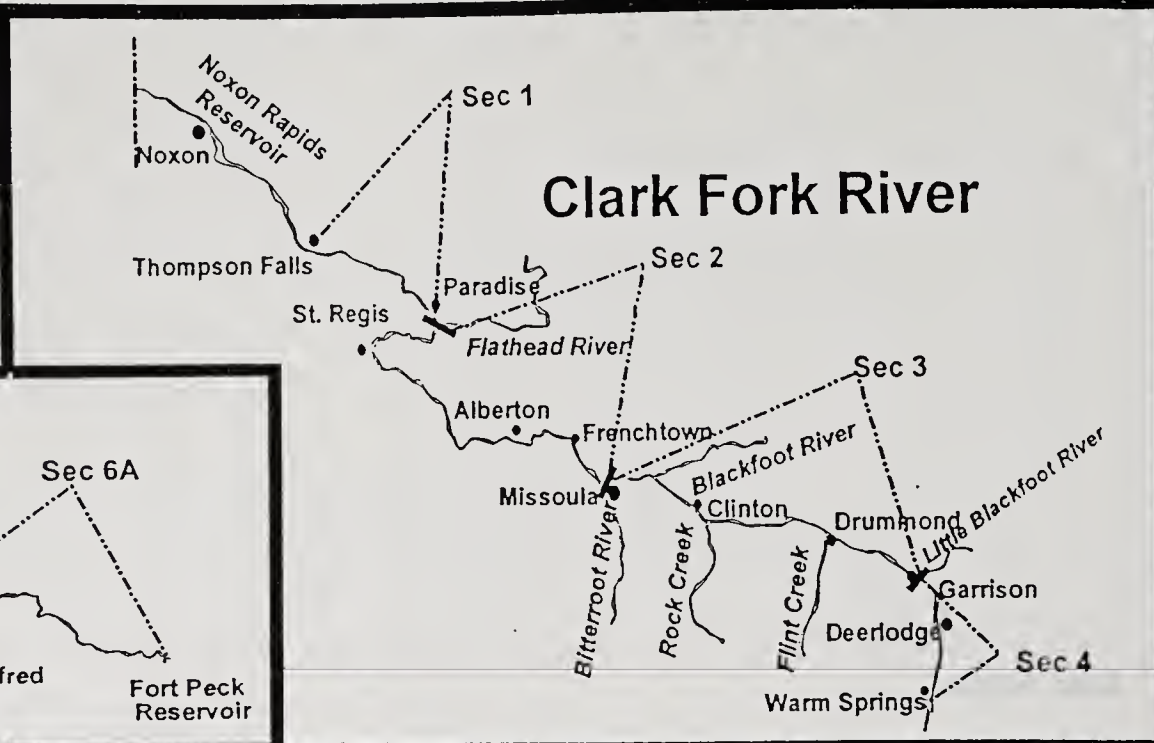 Noxon Rapids
Reservoir
Sec 1
Noxon
Clark Fork River
Thompson Falls
Sec 2
Paradise
St. Regis
Flathead River
Sec 3
Alberton
Frenchtown
Blackfoot River
Sec 6A
Missoula
Clinton
Drummond
Little Blackfoot River
Bitterroot River
Rock Creek
Flint Creek
Garrison
Deerlodge
Sec 4
fred
Fort Peck
Reservoir
Warm Springs